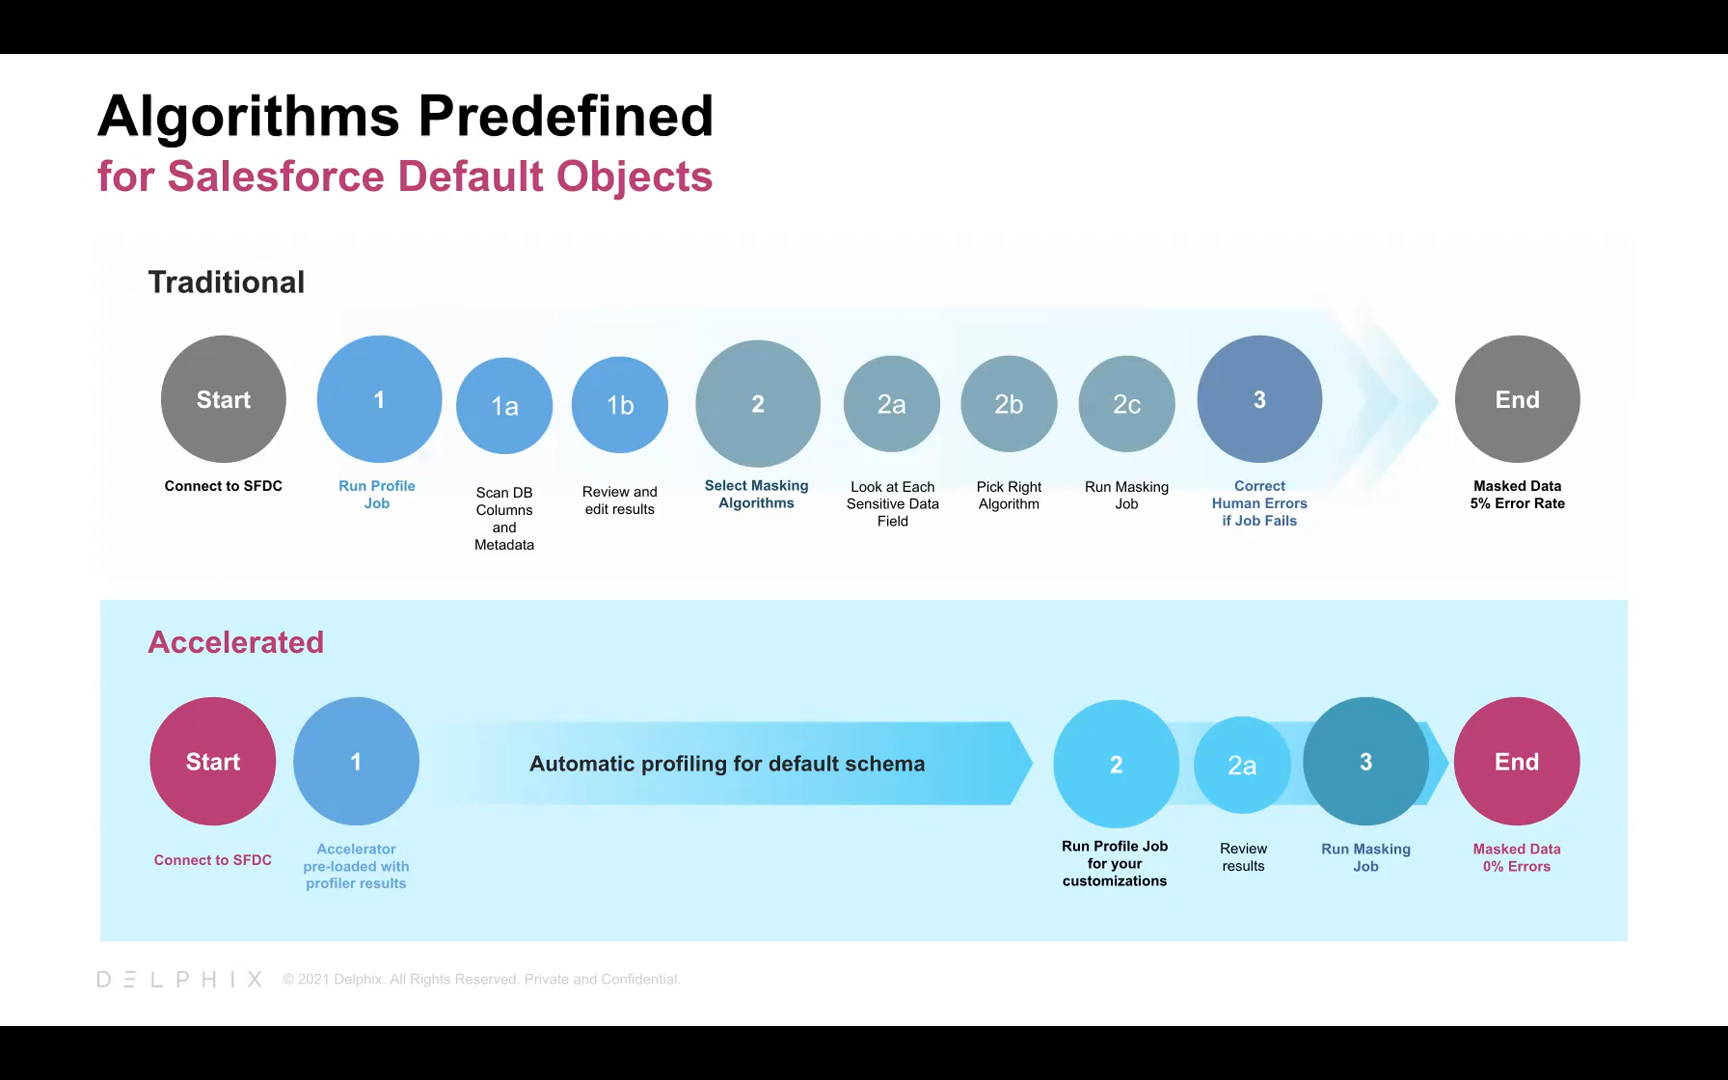 Algorithms Predefined
for Salesforce Default Objects
Traditional
Start
1
1a
1b
2
2a
2b
2c
3
End
Connect to SFDC
Run Profile
Job
Scan DB
Columns
and
Metadata
Review and
edit results
Select Masking
Algorithms
Look at Each
Sensitive Data
Field
Pick Right
Algorithm
Run Masking
Job
Correct
Human Errors
if Job Fails
Masked Data
5% Error Rate
Accelerated
Start
1
Automatic profiling for default schema
2
2a
3
End
Connect to SFDC
Accelerator
pre-loaded with
profiler results
Run Profile Job
for your
customizations
Review
results
Run Masking
Job
Masked Data
0% Errors
DELPHIX © 2021 Delphix. All Rights Reserved. Private and Confidential.